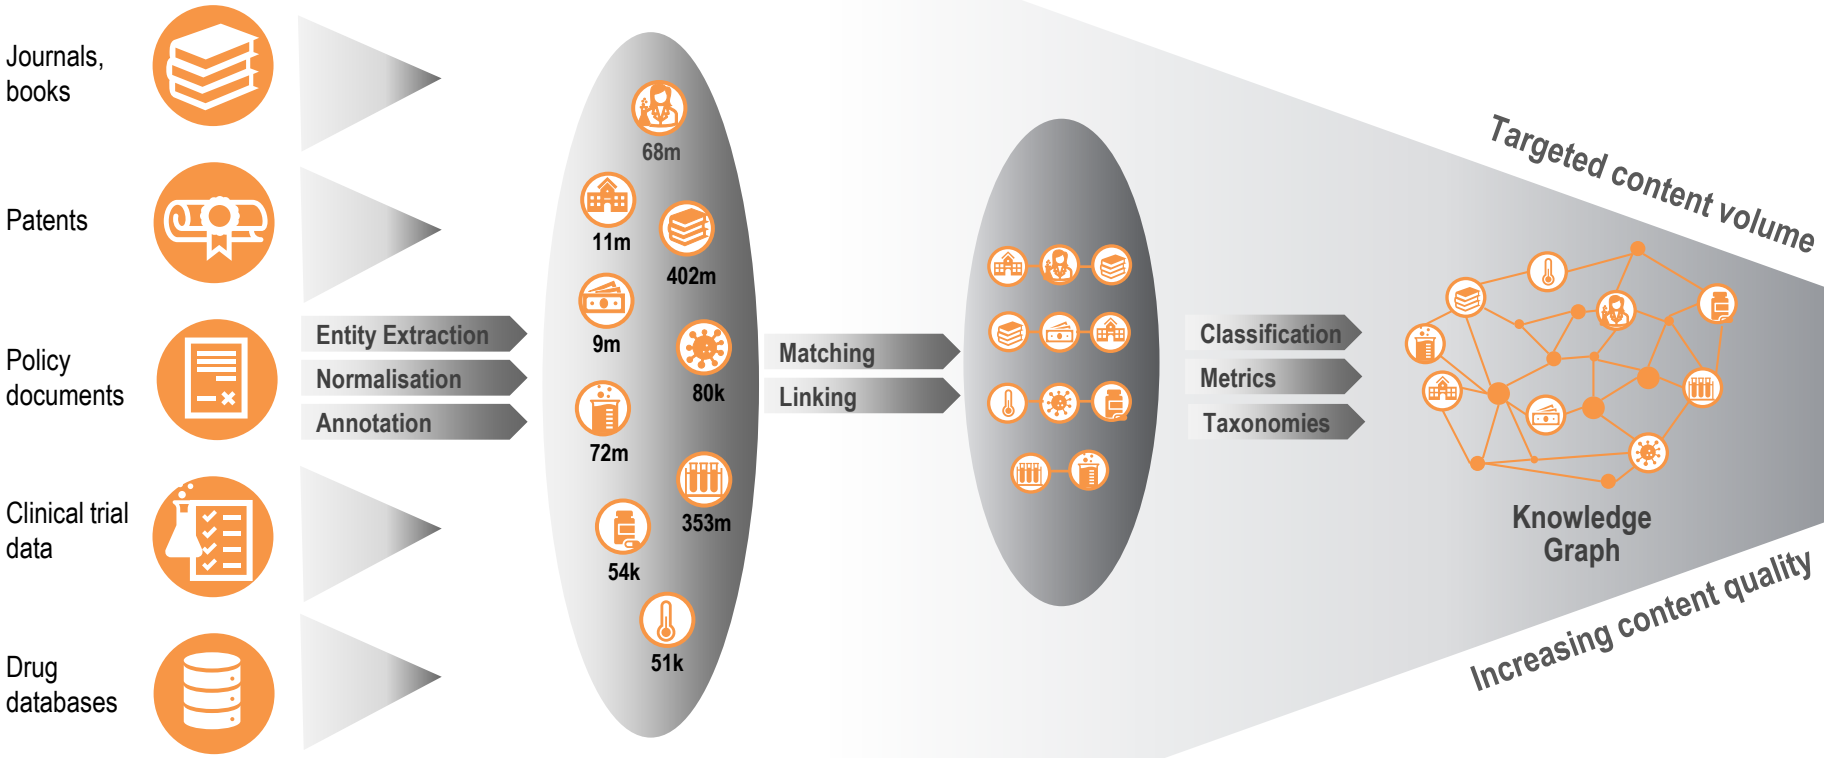 Journals,
books
Patents
Policy
documents
Clinical trial
data
Drug
databases
Entity Extraction
Normalisation
Annotation
68m
11m
402m
9m
80k
72m
353m
54k
51k
Matching
Linking
Classification
Metrics
Taxonomies
Targeted content volume
Knowledge
Graph
Increasing content quality